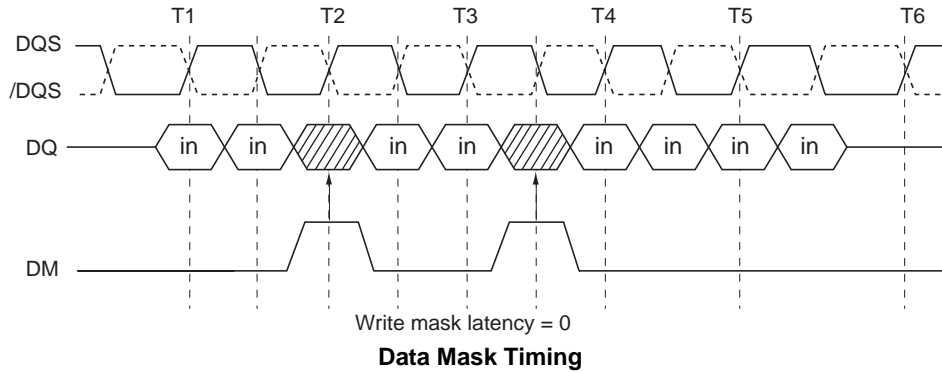 T1 T2 T3 T4 T5 T6
DQS
/DQS
DQ in in in in in in in in
DM
Write mask latency = 0
Data Mask Timing